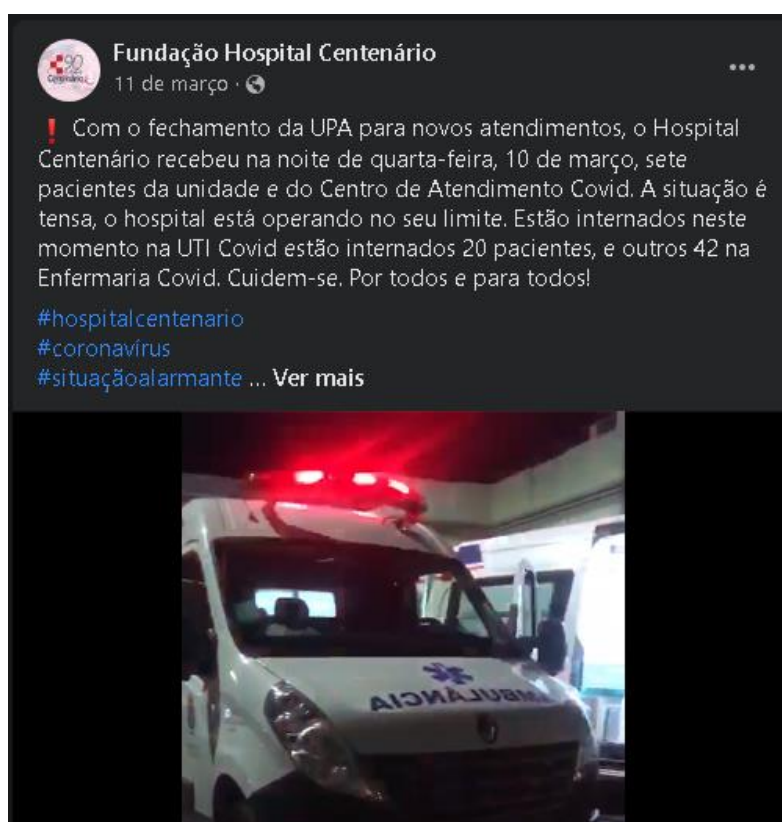 Fundação Hospital Centenário
11 de março ·
❗ Com o fechamento da UPA para novos atendimentos, o Hospital
Centenário recebeu na noite de quarta-feira, 10 de março, sete
pacientes da unidade e do Centro de Atendimento Covid. A situação é
tensa, o hospital está operando no seu limite. Estão internados neste
momento na UTI Covid estão internados 20 pacientes, e outros 42 na
Enfermaria Covid. Cuidem-se. Por todos e para todos!
#hospitalcentenario
#coronavírus
#situaçãoalarmante ... Ver mais
AMBULÂNCIA